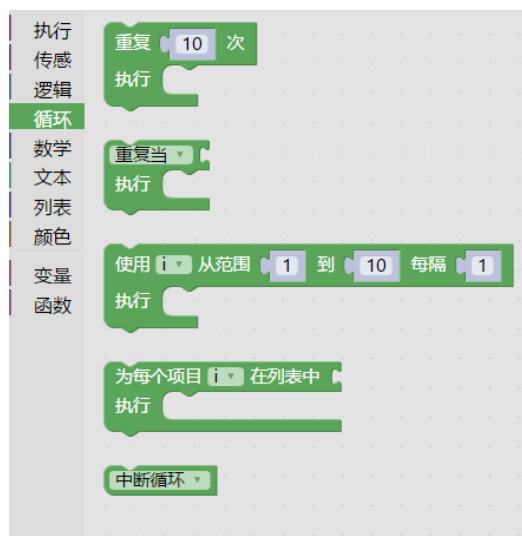 执行
传感
逻辑
循环
数学
文本
列表
颜色
变量
函数
重复 10 次
执行
重复当
执行
使用 i 从范围 1 到 10 每隔 1
执行
为每个项目 i 在列表中
执行
中断循环